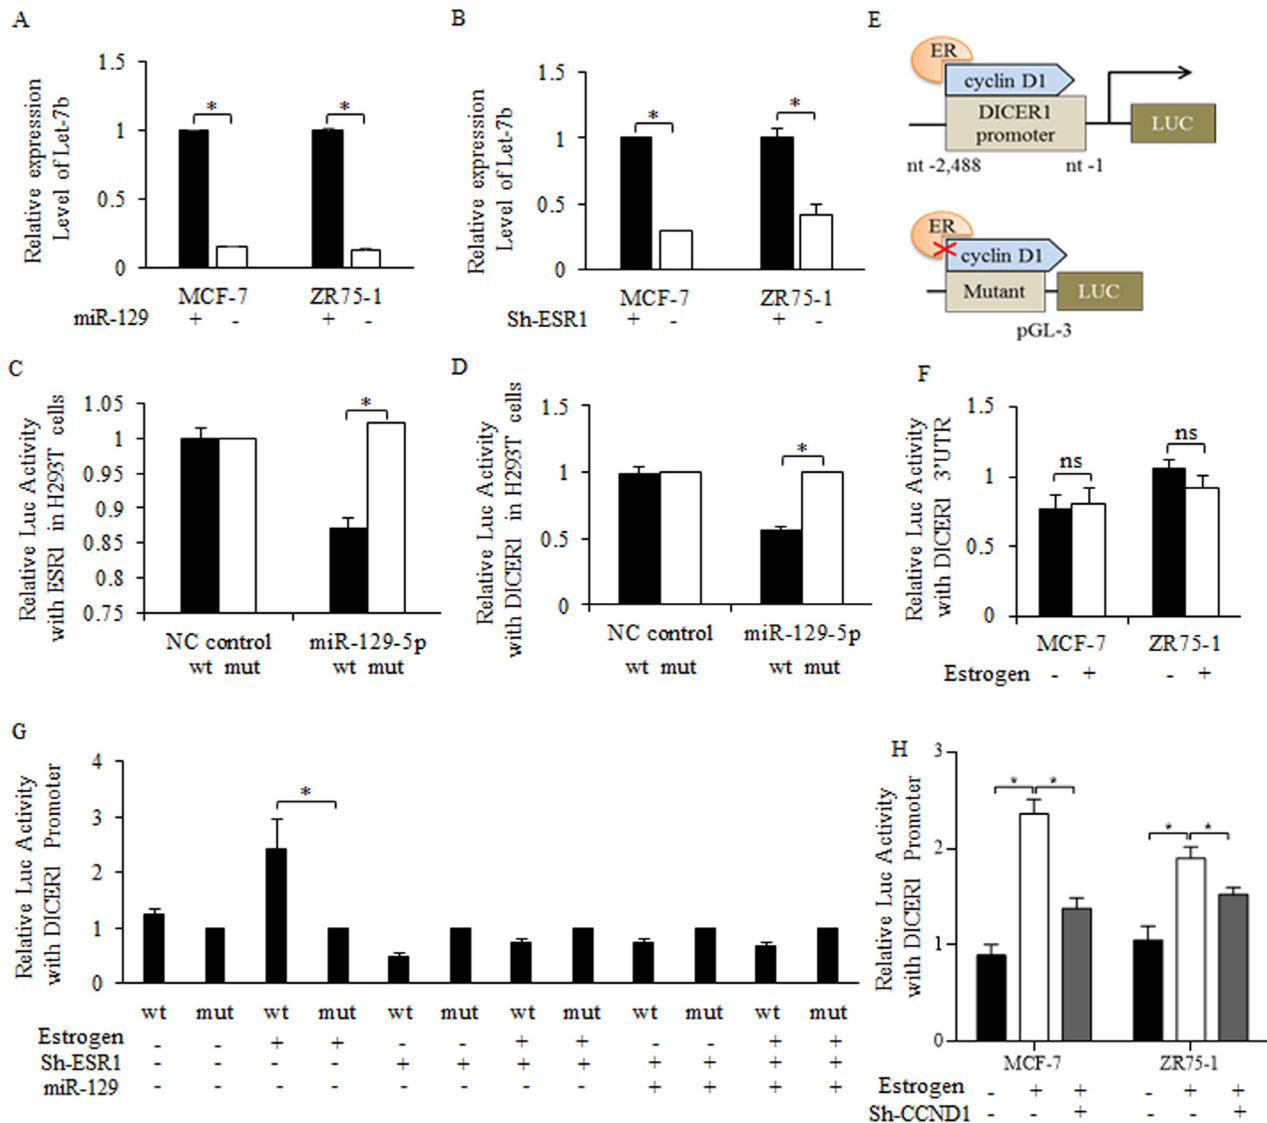 A
Relative expression
Level of Let-7b
1.5
1
0.5
0
*
*
MCF-7 ZR75-1
miR-129 + - + -
B
Relative expression
Level of Let-7b
1.5
1
0.5
0
*
*
MCF-7 ZR75-1
Sh-ESR1 + - + -
E
ER
cyclin D1
DICER1
promoter
LUC
nt -2,488 nt -1
ER
cyclin D1
Mutant LUC
pGL-3
C
Relative Luc Activity
with ESR1 in H293T cells
1.05
1
0.95
0.9
0.85
0.8
0.75
*
NC control miR-129-5p
wt mut wt mut
D
Relative Luc Activity
with DICER1 in H293T cells
1.5
1
0.5
0
*
NC control miR-129-5p
wt mut wt mut
F
Relative Luc Activity
with DICER1 3'UTR
1.5
1
0.5
0
ns
ns
MCF-7 ZR75-1
Estrogen - + - +
G
Relative Luc Activity
with DICER1 Promoter
4
3
2
1
0
*
wt mut wt mut wt mut wt mut wt mut wt mut
Estrogen - - + + - - + + - - + +
Sh-ESR1 - - - - + + + + + + + +
miR-129 - - - - - - - - + + + +
H
Relative Luc Activity
with DICER1 Promoter
3
2
1
0
* *
* *
MCF-7 ZR75-1
Estrogen - + + - + +
Sh-CCND1 - - + - - +